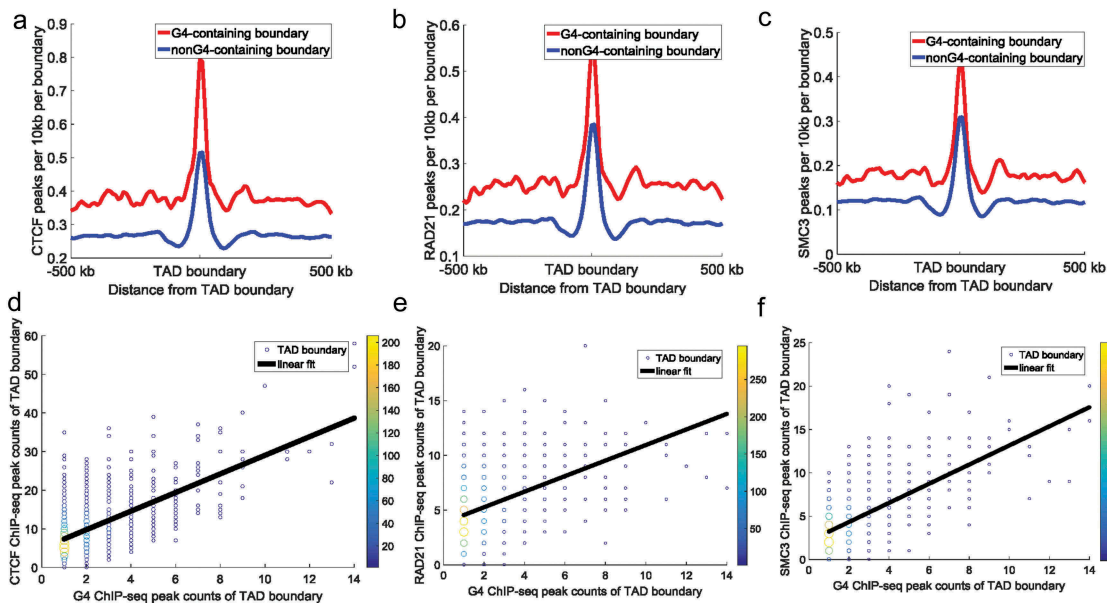 a
CTCF peaks per 10kb per boundary
0.9
0.8
0.7
0.6
0.5
0.4
0.3
0.2
G4-containing boundary
nonG4-containing boundary
-500 kb
TAD boundary
500 kb
Distance from TAD boundary
b
RAD21 peaks per 10kb per boundary
0.6
0.5
0.4
0.3
0.2
0.1
G4-containing boundary
nonG4-containing boundary
-500 kb
TAD boundary
500 kb
Distance from TAD boundary
c
SMC3 peaks per 10kb per boundary
0.5
0.4
0.3
0.2
0.1
0
G4-containing boundary
nonG4-containing boundary
-500 kb
TAD boundary
500 kb
Distance from TAD boundary
d
CTCF ChIP-seq peak counts of TAD boundary
60
50
40
30
20
10
0
TAD boundary
linear fit
0 2 4 6 8 10 12 14
G4 ChIP-seq peak counts of TAD boundary
200
180
160
140
120
100
80
60
40
20
e
RAD21 ChIP-seq peak counts of TAD boundary
20
15
10
5
0
TAD boundary
linear fit
0 2 4 6 8 10 12 14
G4 ChIP-seq peak counts of TAD boundary
250
200
150
100
50
f
SMC3 ChIP-seq peak counts of TAD boundary
25
20
15
10
5
0
TAD boundary
linear fit
0 2 4 6 8 10 12 14
G4 ChIP-seq peak counts of TAD boundary